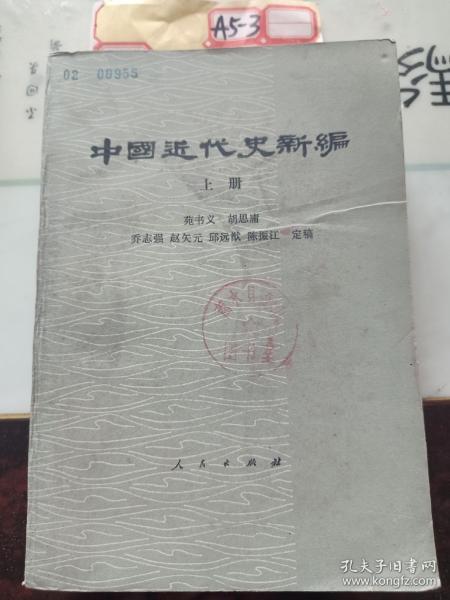 A5-3
02 00955
中國近代史新編
上册
苑书义 胡思庸
乔志强 赵矢元 邱远猷 陈振江 定稿
人民出版社
孔夫子旧书网
www.kongfz.com